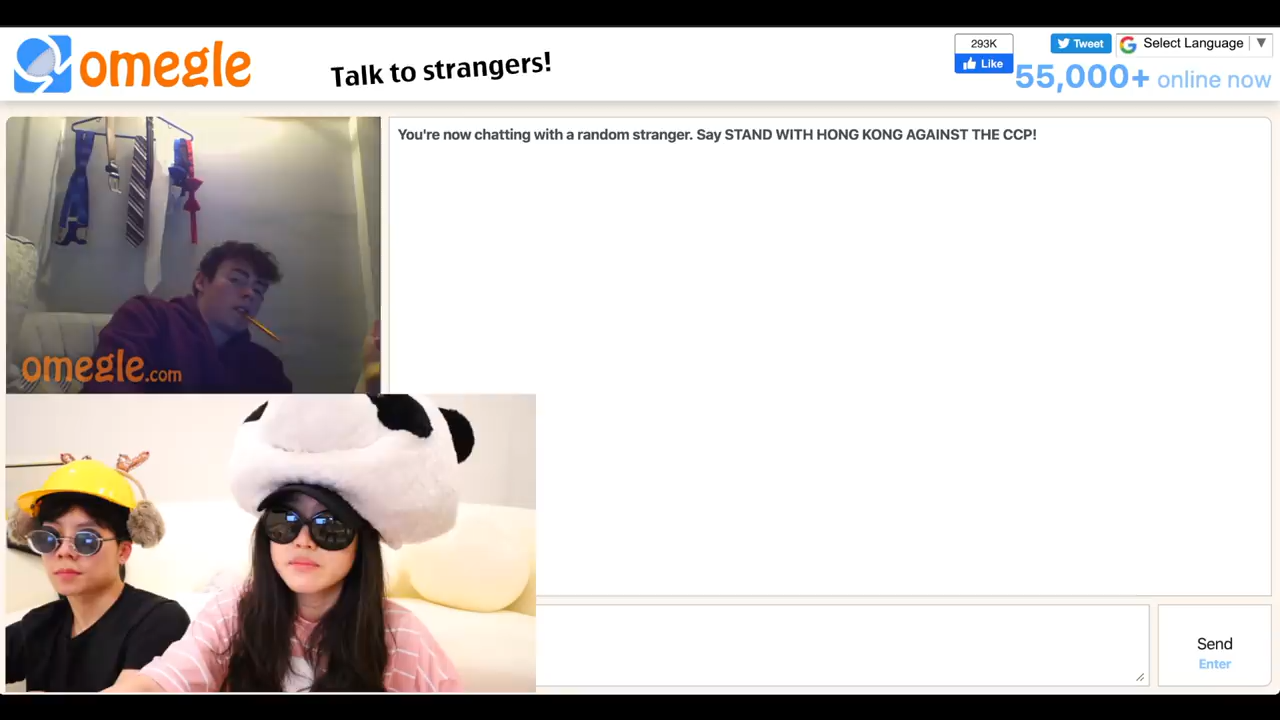 omegle
Talk to strangers!
293K
Like
Tweet
Select Language ▼
55,000+ online now
You're now chatting with a random stranger. Say STAND WITH HONG KONG AGAINST THE CCP!
omegle.com
Send
Enter